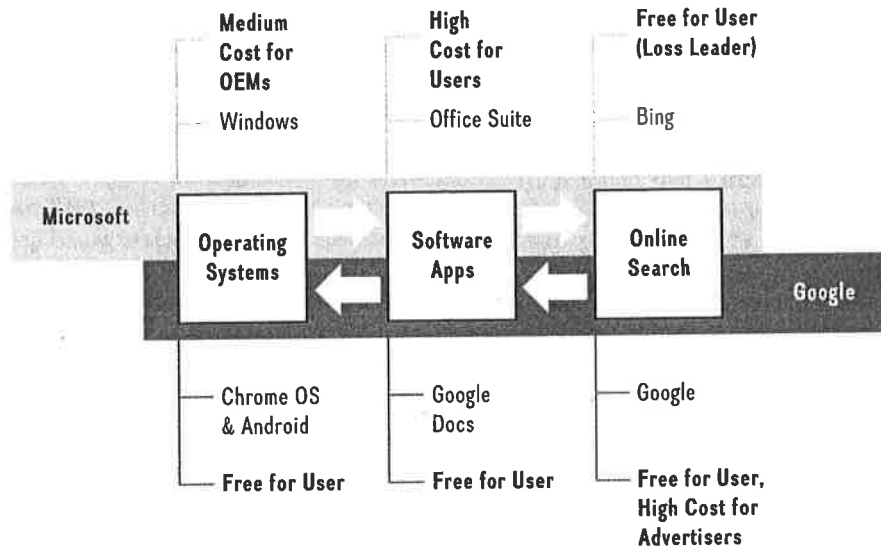 Medium
Cost for
OEMs
Windows
High
Cost for
Users
Office Suite
Free for User
(Loss Leader)
Bing
Microsoft
Operating
Systems
Software
Apps
Online
Search
Google
Chrome OS
& Android
Free for User
Google
Docs
Free for User
Google
Free for User,
High Cost for
Advertisers